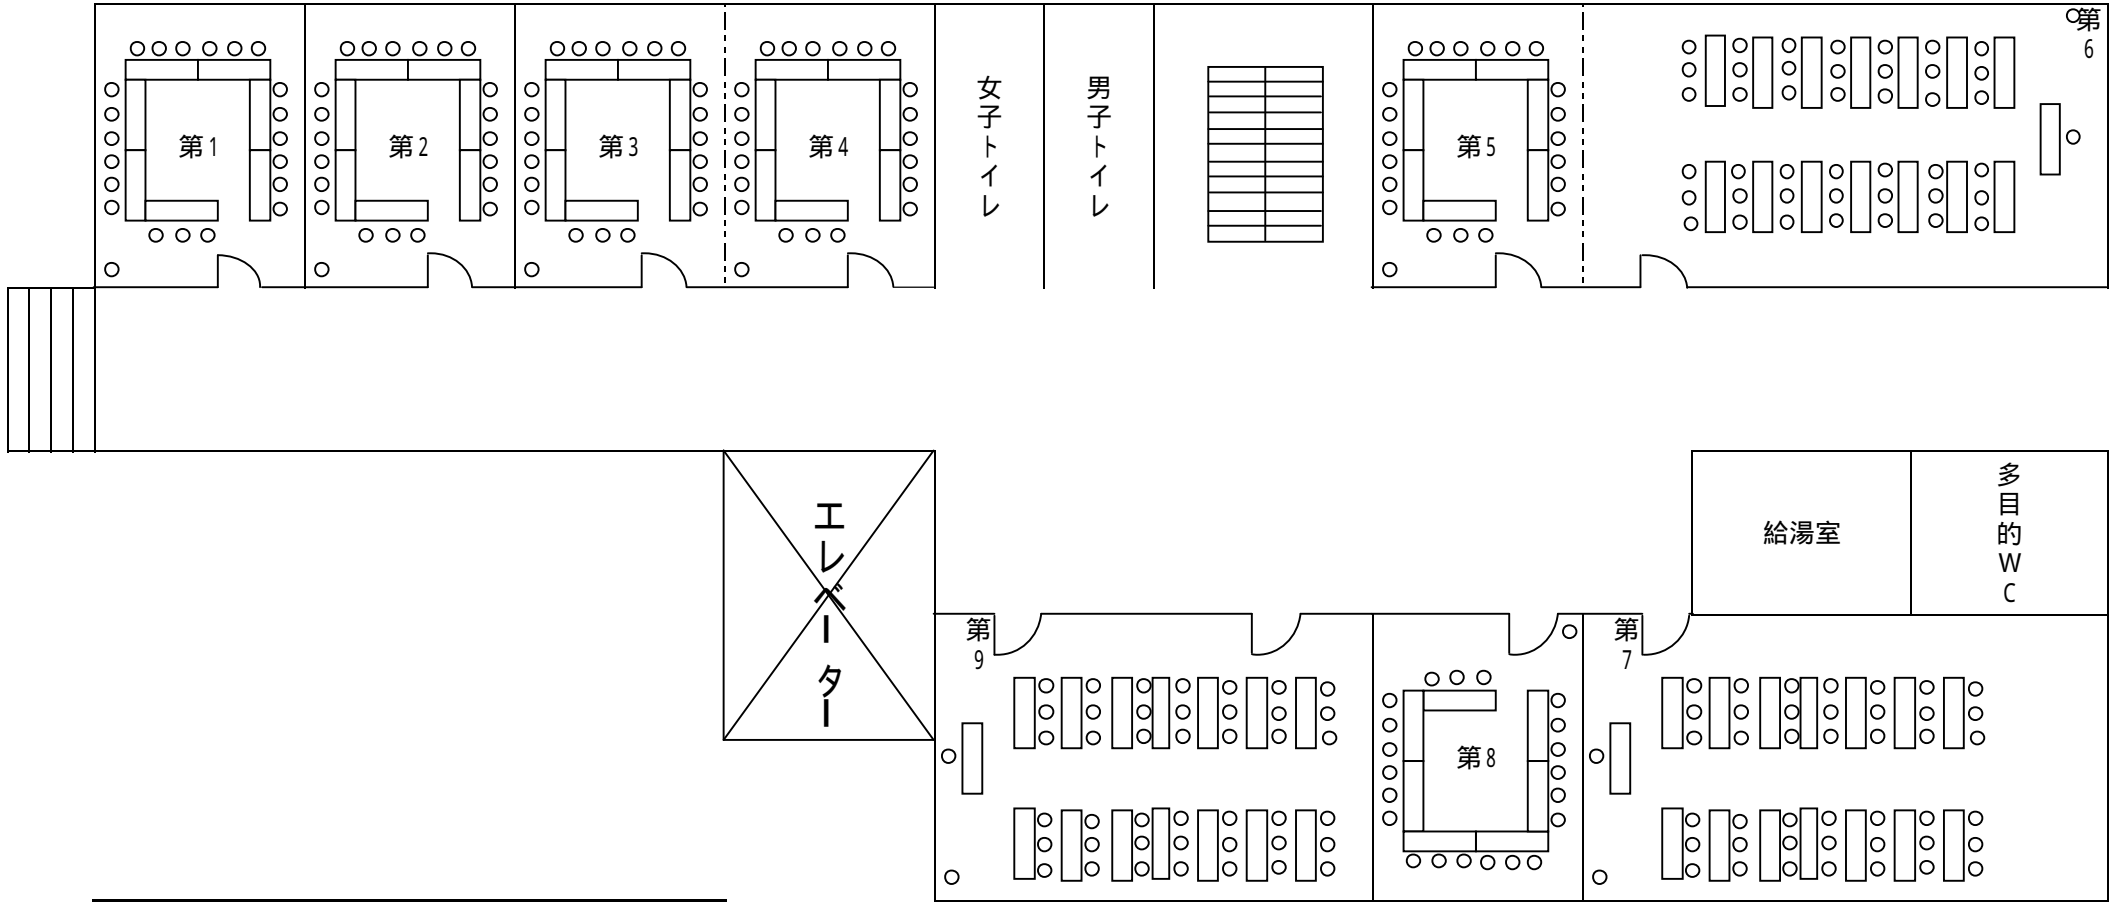 第1
第2
第3
第4
女子トイレ
男子トイレ
第5
第6
エレベーター
給湯室
多目的WC
第9
第8
第7